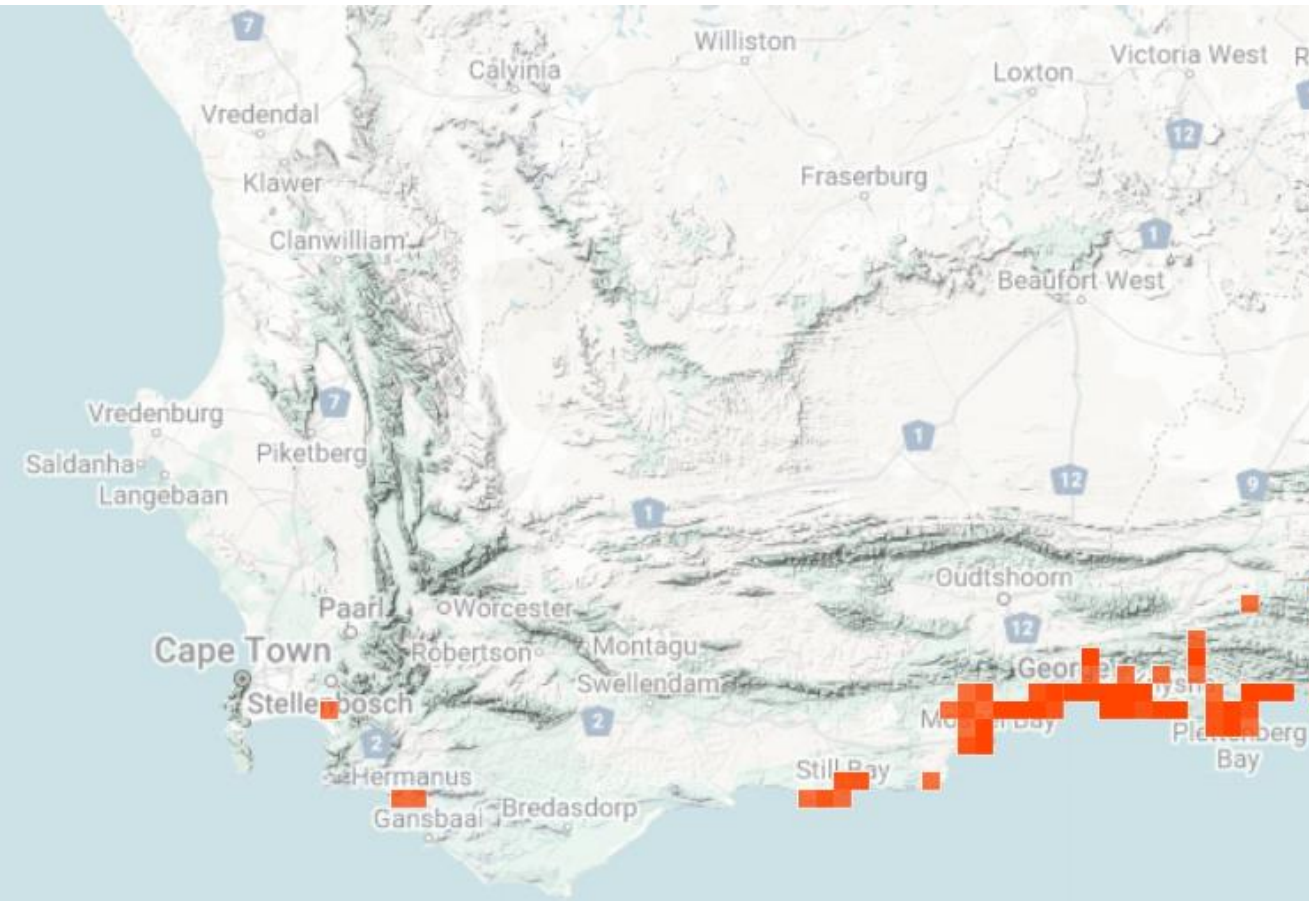 7
Williston
Victoria West
R
Calvinia
Loxton
Vredendal
12
Klawer
Fraserburg
Clanwilliam
1
Beaufort West
7
Vredenburg
1
Piketberg
Saldanha
12
9
Langebaan
1
Oudtshoorn
Paarl
Worcester
12
Cape Town
Robertson
Montagu
George
Swellendam
Stellenbosch
2
Bay
2
Plettenberg
Bay
Hermanus
Still Bay
Gansbaai
Bredasdorp